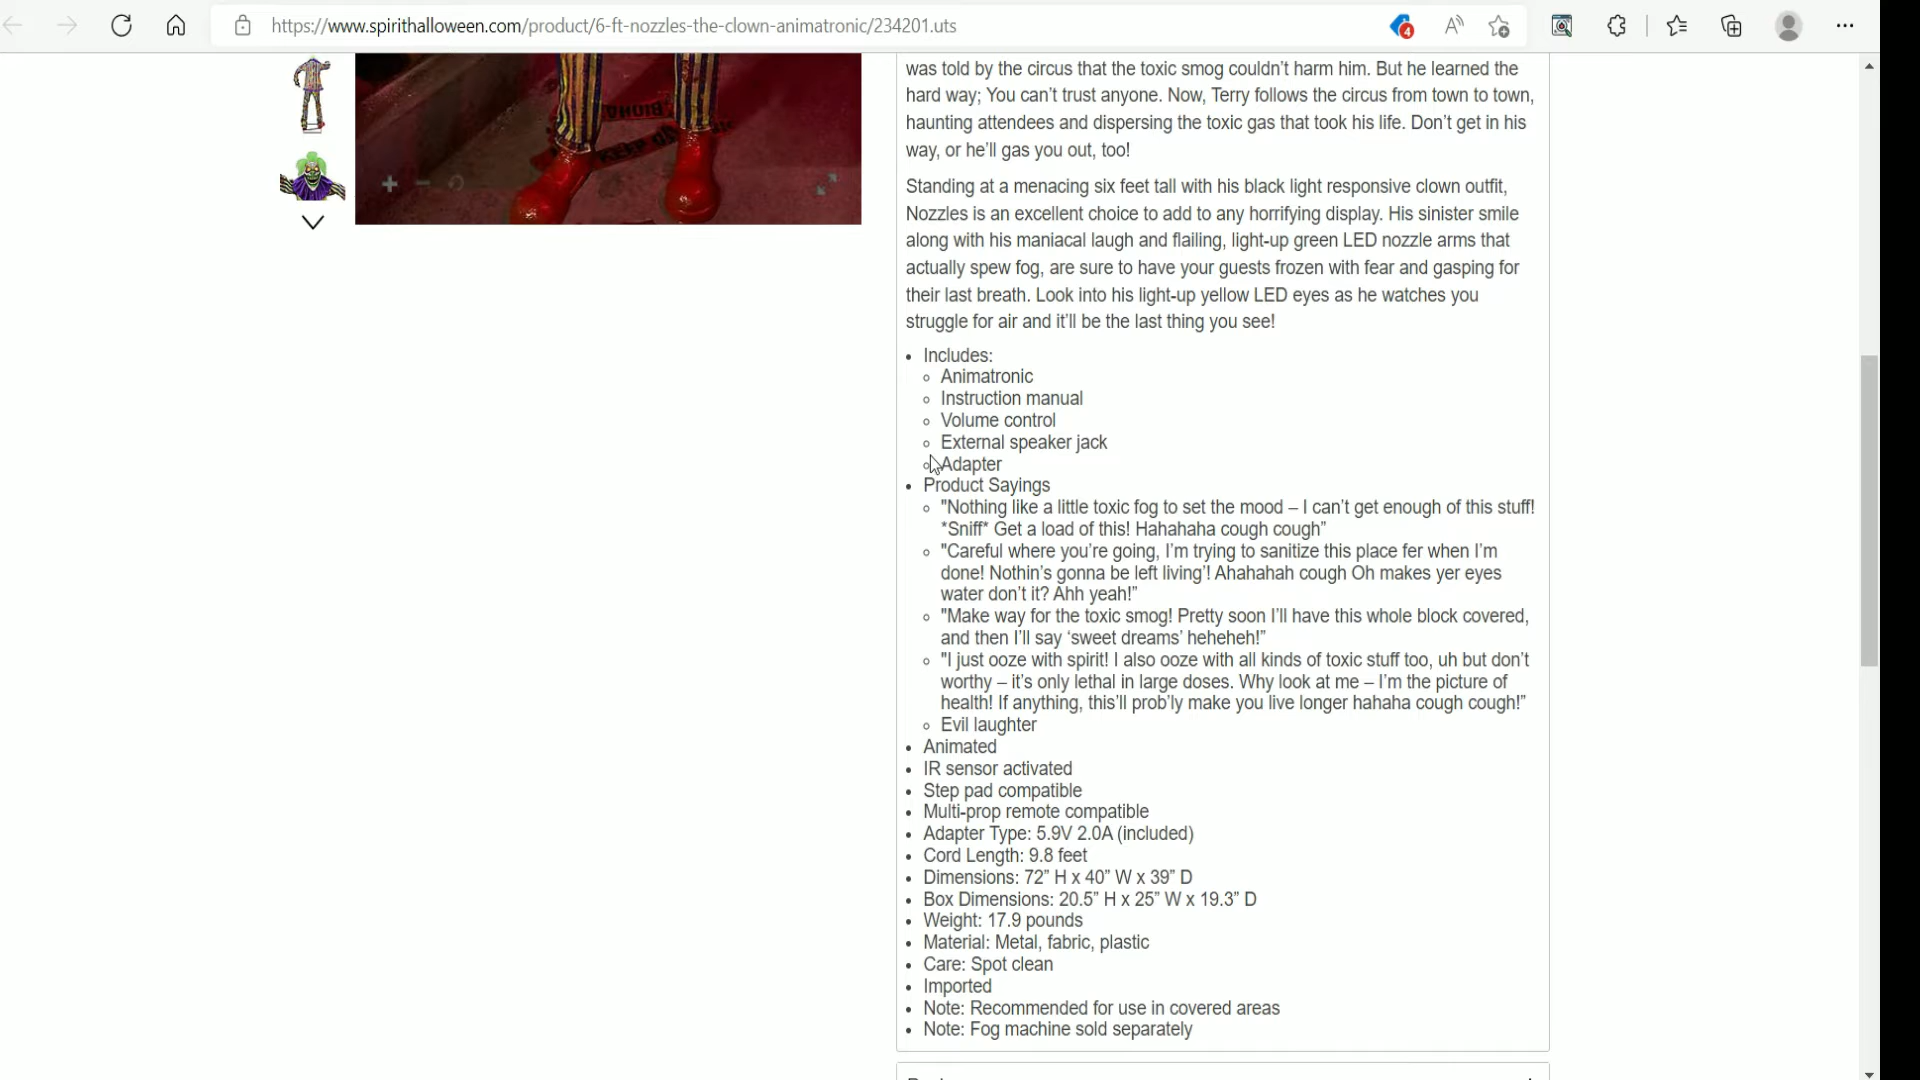 https://www.spirithalloween.com/product/6-ft-nozzles-the-clown-animatronic/234201.uts
4
was told by the circus that the toxic smog couldn’t harm him. But he learned the
hard way; You can’t trust anyone. Now, Terry follows the circus from town to town,
haunting attendees and dispersing the toxic gas that took his life. Don’t get in his
way, or he’ll gas you out, too!
Standing at a menacing six feet tall with his black light responsive clown outfit,
Nozzles is an excellent choice to add to any horrifying display. His sinister smile
along with his maniacal laugh and flailing, light-up green LED nozzle arms that
actually spew fog, are sure to have your guests frozen with fear and gasping for
their last breath. Look into his light-up yellow LED eyes as he watches you
struggle for air and it’ll be the last thing you see!
Includes:
Animatronic
Instruction manual
Volume control
External speaker jack
Adapter
Product Sayings
"Nothing like a little toxic fog to set the mood – I can’t get enough of this stuff!
*Sniff* Get a load of this! Hahahaha cough cough”
"Careful where you’re going, I’m trying to sanitize this place fer when I’m
done! Nothin’s gonna be left living’! Ahahahah cough Oh makes yer eyes
water don’t it? Ahh yeah!”
"Make way for the toxic smog! Pretty soon I’ll have this whole block covered,
and then I’ll say ‘sweet dreams’ heheheh!”
"I just ooze with spirit! I also ooze with all kinds of toxic stuff too, uh but don’t
worthy – it’s only lethal in large doses. Why look at me – I’m the picture of
health! If anything, this’ll prob’ly make you live longer hahaha cough cough!”
Evil laughter
Animated
IR sensor activated
Step pad compatible
Multi-prop remote compatible
Adapter Type: 5.9V 2.0A (included)
Cord Length: 9.8 feet
Dimensions: 72” H x 40” W x 39” D
Box Dimensions: 20.5” H x 25” W x 19.3” D
Weight: 17.9 pounds
Material: Metal, fabric, plastic
Care: Spot clean
Imported
Note: Recommended for use in covered areas
Note: Fog machine sold separately